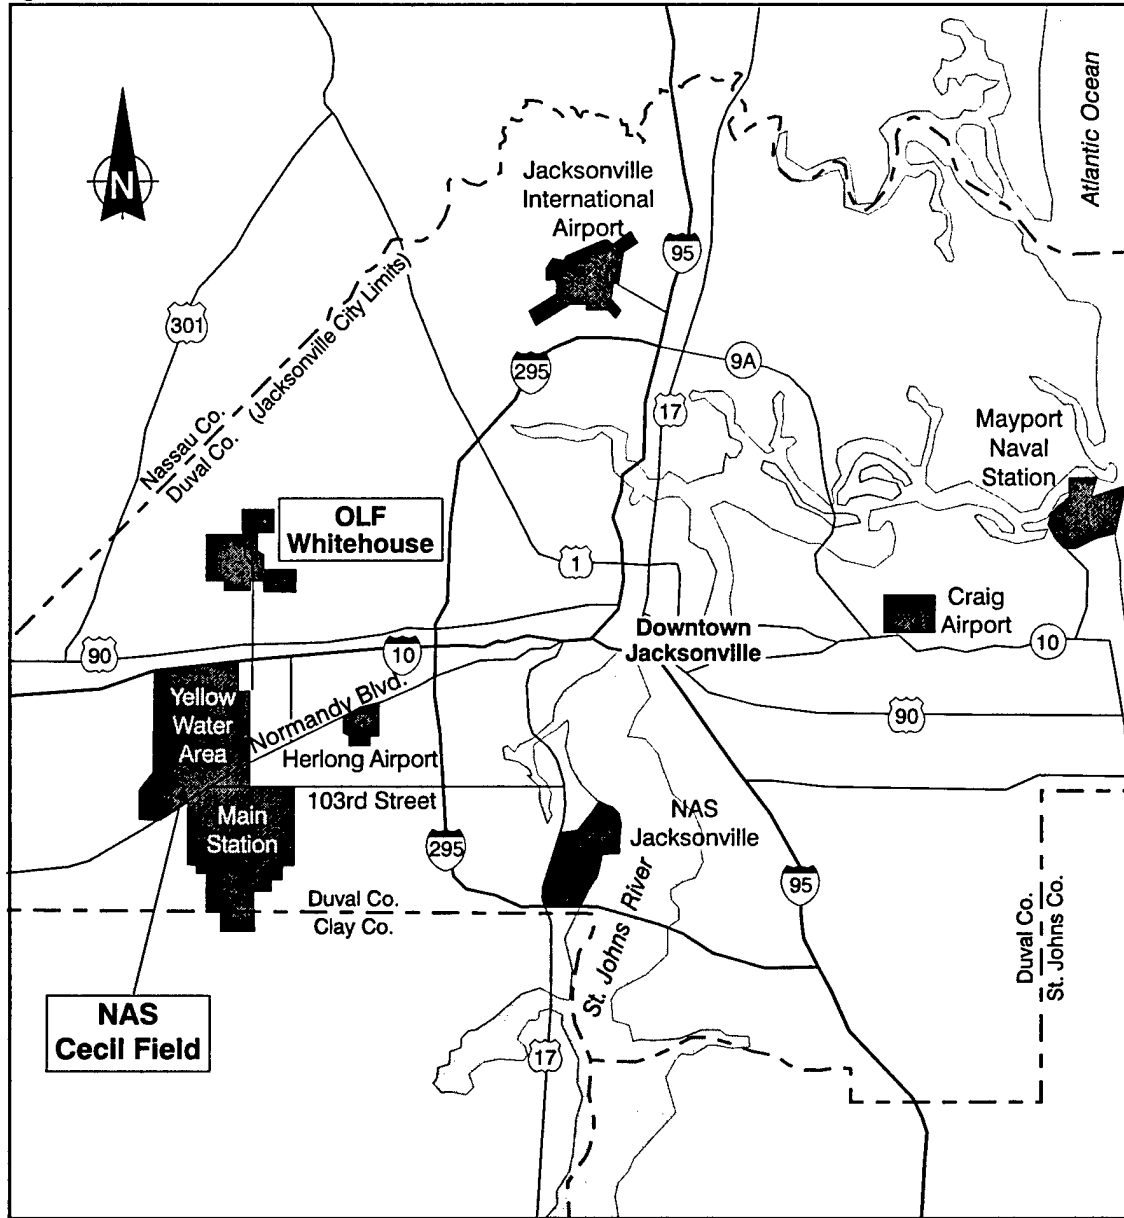 Atlantic Ocean
N
Jacksonville
International
Airport
95
301
Nassau Co.
Duval Co. (Jacksonville City Limits)
295
9A
17
Mayport
Naval
Station
OLF
Whitehouse
1
Craig
Airport
90
10
Downtown
Jacksonville
10
Yellow
Water
Area
Normandy Blvd.
90
Herlong Airport
103rd Street
Main
Station
NAS
Jacksonville
295
95
Duval Co.
Clay Co.
St. Johns River
Duval Co.
St. Johns Co.
NAS
Cecil Field
17